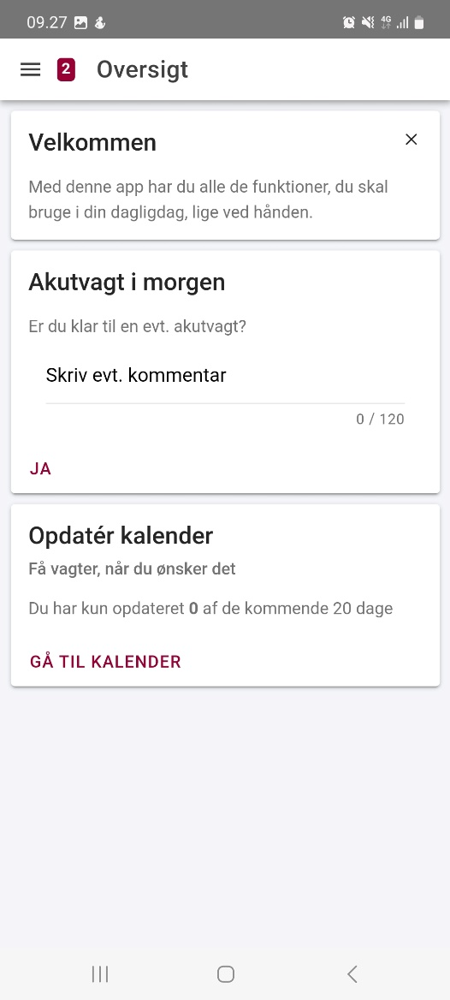 09.27
4G
2 Oversigt
Velkommen
Med denne app har du alle de funktioner, du skal
bruge i din dagligdag, lige ved hånden.
Akutvagt i morgen
Er du klar til en evt. akutvagt?
Skriv evt. kommentar
0 / 120
JA
Opdatér kalender
Få vagter, når du ønsker det
Du har kun opdateret 0 af de kommende 20 dage
GÅ TIL KALENDER